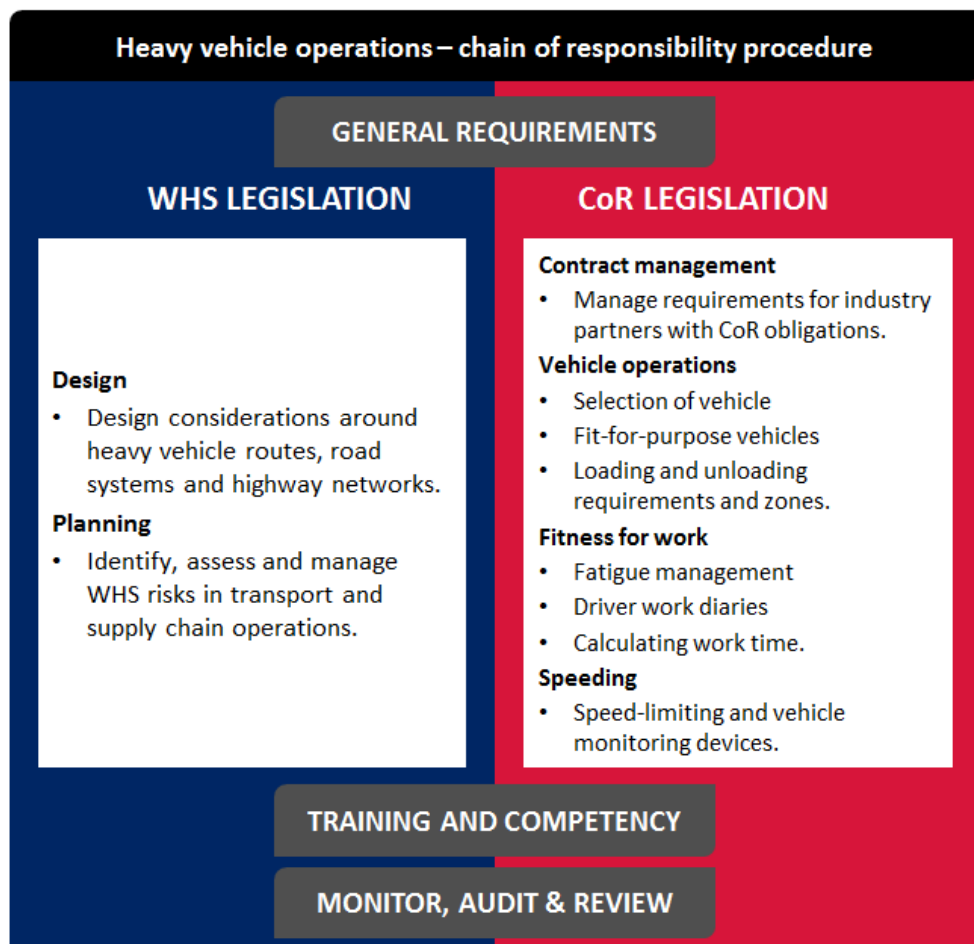 Heavy vehicle operations – chain of responsibility procedure
GENERAL REQUIREMENTS
WHS LEGISLATION
Design
• Design considerations around
heavy vehicle routes, road
systems and highway networks.
Planning
• Identify, assess and manage
WHS risks in transport and
supply chain operations.
CoR LEGISLATION
Contract management
• Manage requirements for industry
partners with CoR obligations.
Vehicle operations
• Selection of vehicle
• Fit-for-purpose vehicles
• Loading and unloading
requirements and zones.
Fitness for work
• Fatigue management
• Driver work diaries
• Calculating work time.
Speeding
• Speed-limiting and vehicle
monitoring devices.
TRAINING AND COMPETENCY
MONITOR, AUDIT & REVIEW